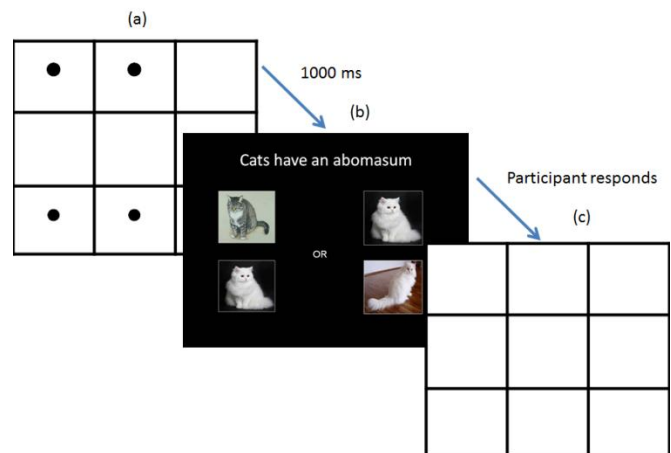 (a)
1000 ms
(b)
Cats have an abomasum
OR
Participant responds
(c)